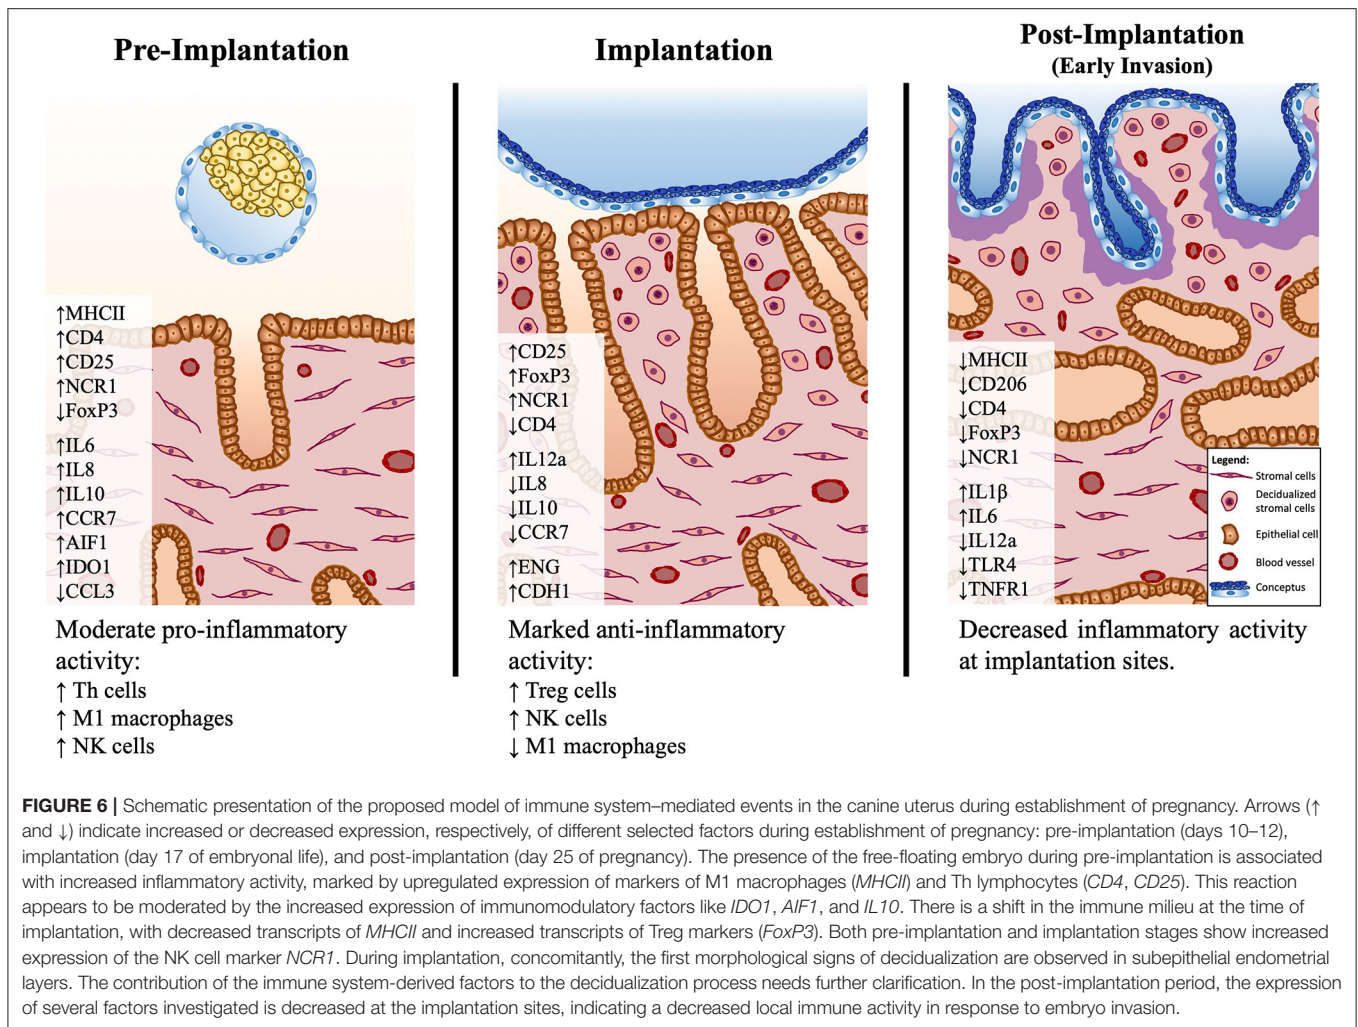 Pre-Implantation
↑MHCII
↑CD4
↑CD25
↑NCR1
↓FoxP3
↑IL6
↑IL8
↑IL10
↑CCR7
↑AIF1
↑IDO1
↓CCL3
Moderate pro-inflammatory
activity:
↑ Th cells
↑ M1 macrophages
↑ NK cells
Implantation
↑CD25
↑FoxP3
↑NCR1
↓CD4
↑IL12a
↓IL8
↓IL10
↓CCR7
↑ENG
↑CDH1
Marked anti-inflammatory
activity:
↑ Treg cells
↑ NK cells
↓ M1 macrophages
Post-Implantation
(Early Invasion)
↓MHCII
↓CD206
↓CD4
↓FoxP3
↓NCR1
↑IL1β
↑IL6
↓IL12a
↓TLR4
↓TNFR1
Legend:
Stromal cells
Decidualized
stromal cells
Epithelial cell
Blood vessel
Conceptus
Decreased inflammatory activity
at implantation sites.
FIGURE 6 | Schematic presentation of the proposed model of immune system–mediated events in the canine uterus during establishment of pregnancy. Arrows (↑
and ↓) indicate increased or decreased expression, respectively, of different selected factors during establishment of pregnancy: pre-implantation (days 10–12),
implantation (day 17 of embryonal life), and post-implantation (day 25 of pregnancy). The presence of the free-floating embryo during pre-implantation is associated
with increased inflammatory activity, marked by upregulated expression of markers of M1 macrophages (MHCII) and Th lymphocytes (CD4, CD25). This reaction
appears to be moderated by the increased expression of immunomodulatory factors like IDO1, AIF1, and IL10. There is a shift in the immune milieu at the time of
implantation, with decreased transcripts of MHCII and increased transcripts of Treg markers (FoxP3). Both pre-implantation and implantation stages show increased
expression of the NK cell marker NCR1. During implantation, concomitantly, the first morphological signs of decidualization are observed in subepithelial endometrial
layers. The contribution of the immune system-derived factors to the decidualization process needs further clarification. In the post-implantation period, the expression
of several factors investigated is decreased at the implantation sites, indicating a decreased local immune activity in response to embryo invasion.